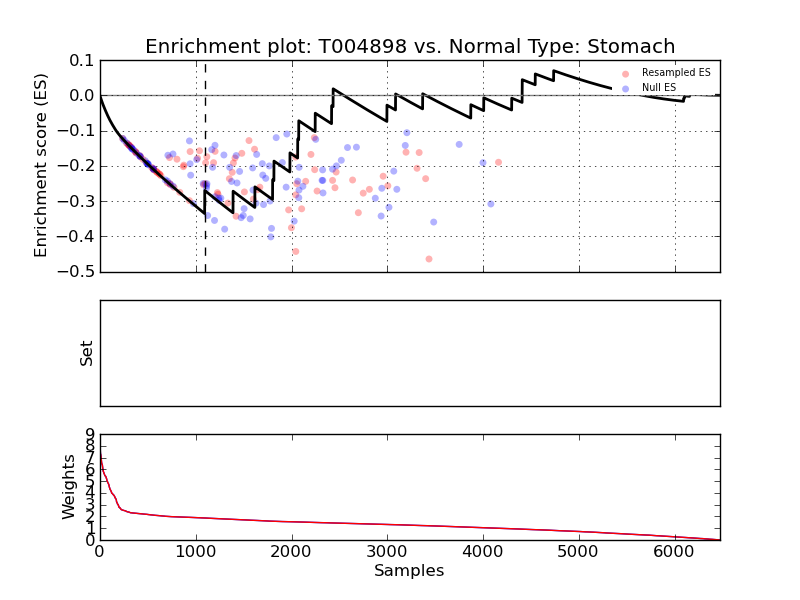 Enrichment plot: T004898 vs. Normal Type: Stomach
Enrichment score (ES)
0.1
0.0
−0.1
−0.2
−0.3
−0.4
−0.5
Resampled ES
Null ES
Set
Weights
9
8
7
6
5
4
3
2
1
0
0 1000 2000 3000 4000 5000 6000
Samples